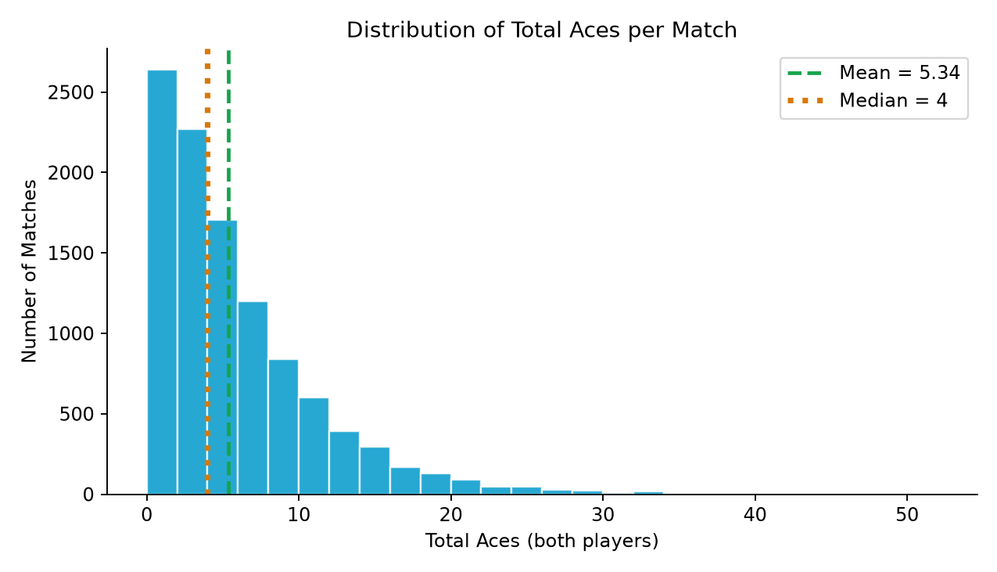 Distribution of Total Aces per Match
Mean = 5.34
Median = 4
Number of Matches
2500
2000
1500
1000
500
0
0 10 20 30 40 50
Total Aces (both players)